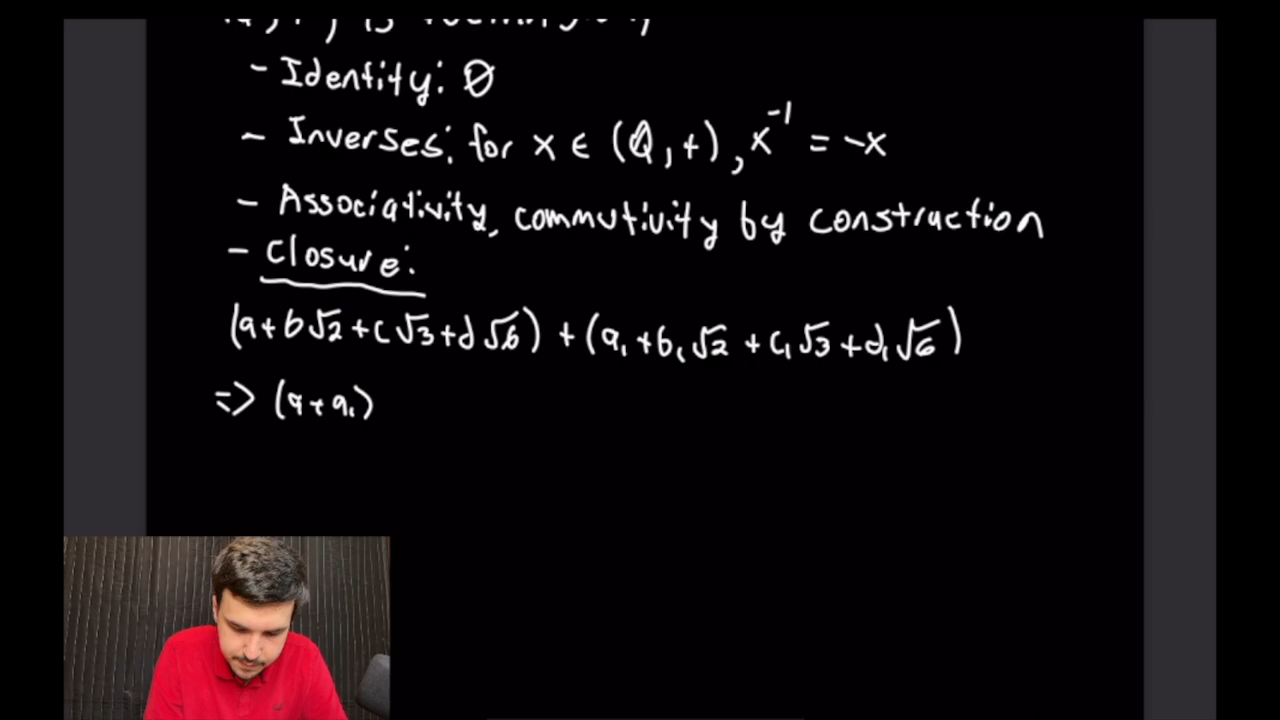 - Identity: 0
- Inverses: for x ∈ (Q, +), x⁻¹ = -x
- Associativity, commutivity by construction
- Closure:
(a+b√2+c√3+d√6) + (a₁+b₁√2+c₁√3+d₁√6)
=> (a+a₁)